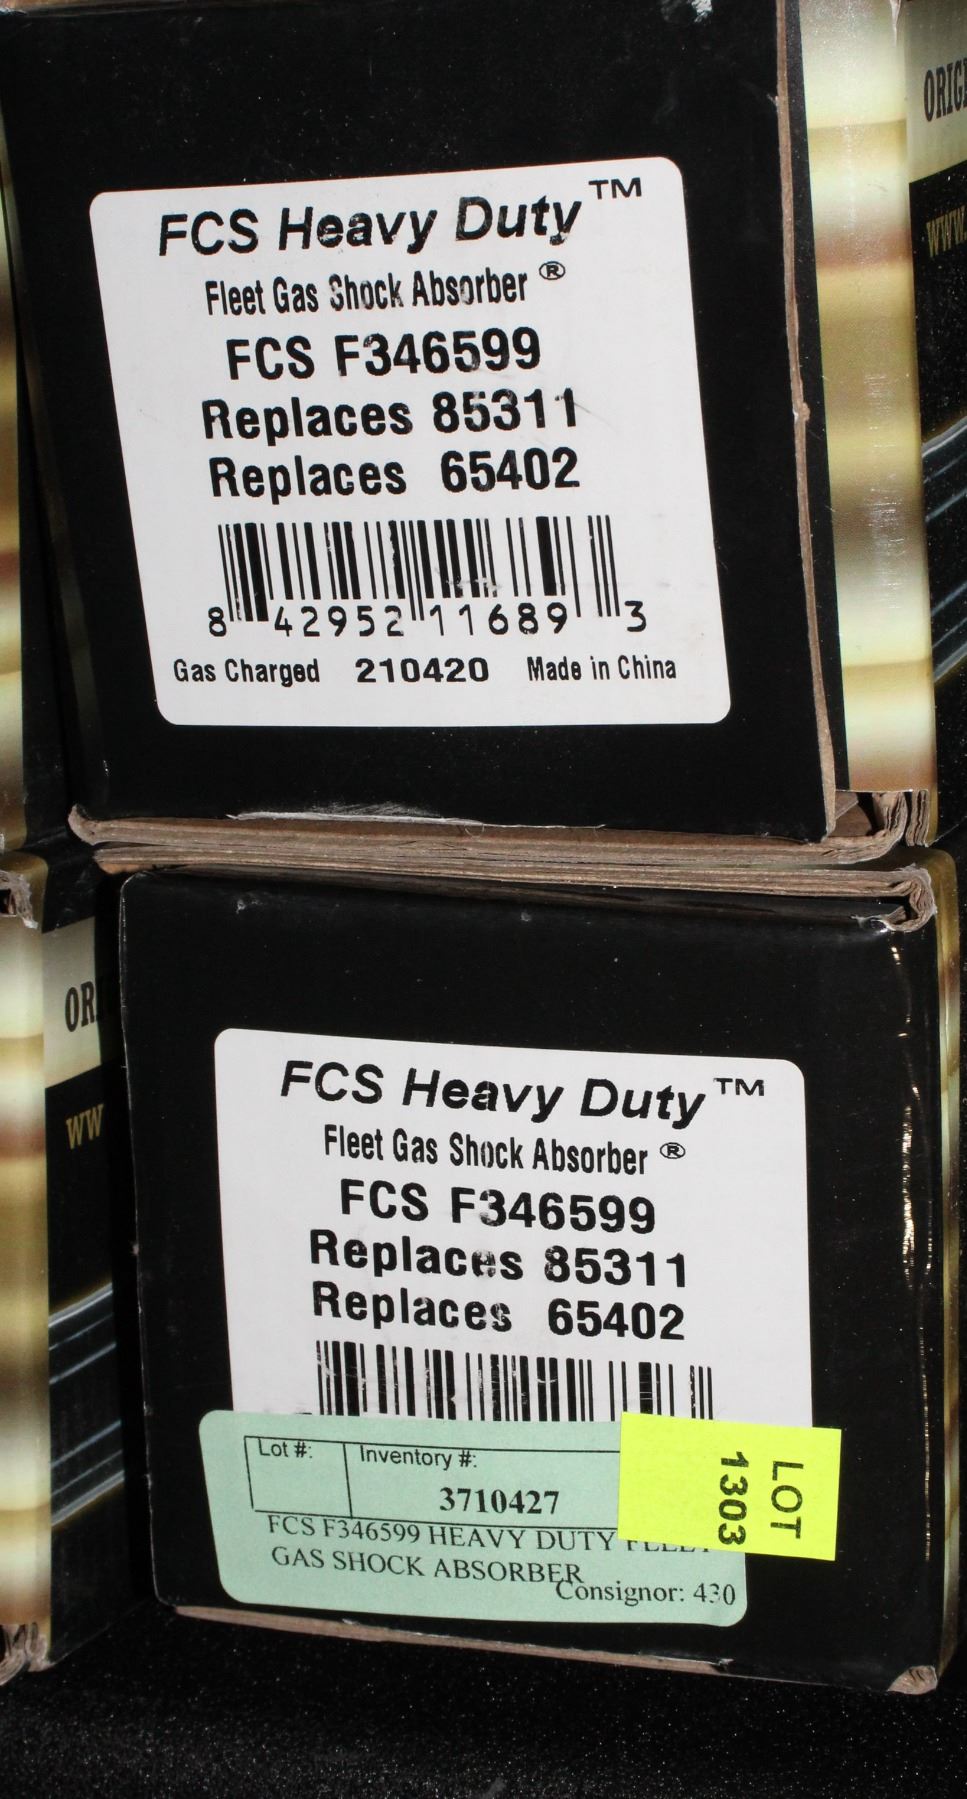 FCS Heavy Duty™
Fleet Gas Shock Absorber ®
FCS F346599
Replaces 85311
Replaces 65402
8 42952 11689 3
Gas Charged 210420 Made in China
FCS Heavy Duty™
Fleet Gas Shock Absorber ®
FCS F346599
Replaces 85311
Replaces 65402
Lot #: Inventory #:
3710427
FCS F346599 HEAVY DUTY
GAS SHOCK ABSORBER
Consignor: 430
LOT
1303